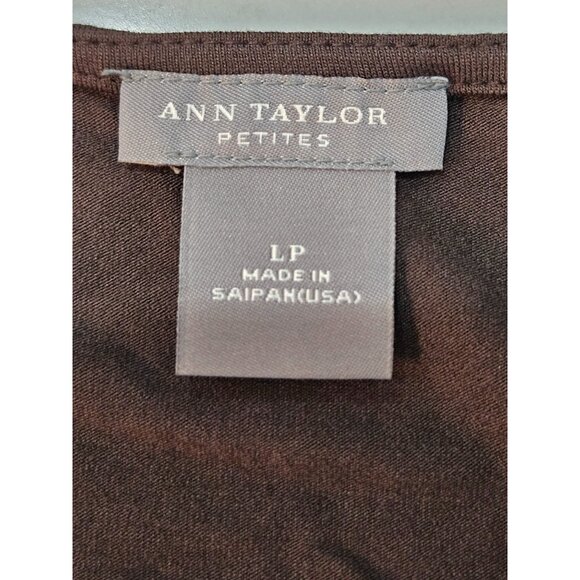 ANN TAYLOR
PETITES
LP
MADE IN
SAIPAN(USA)